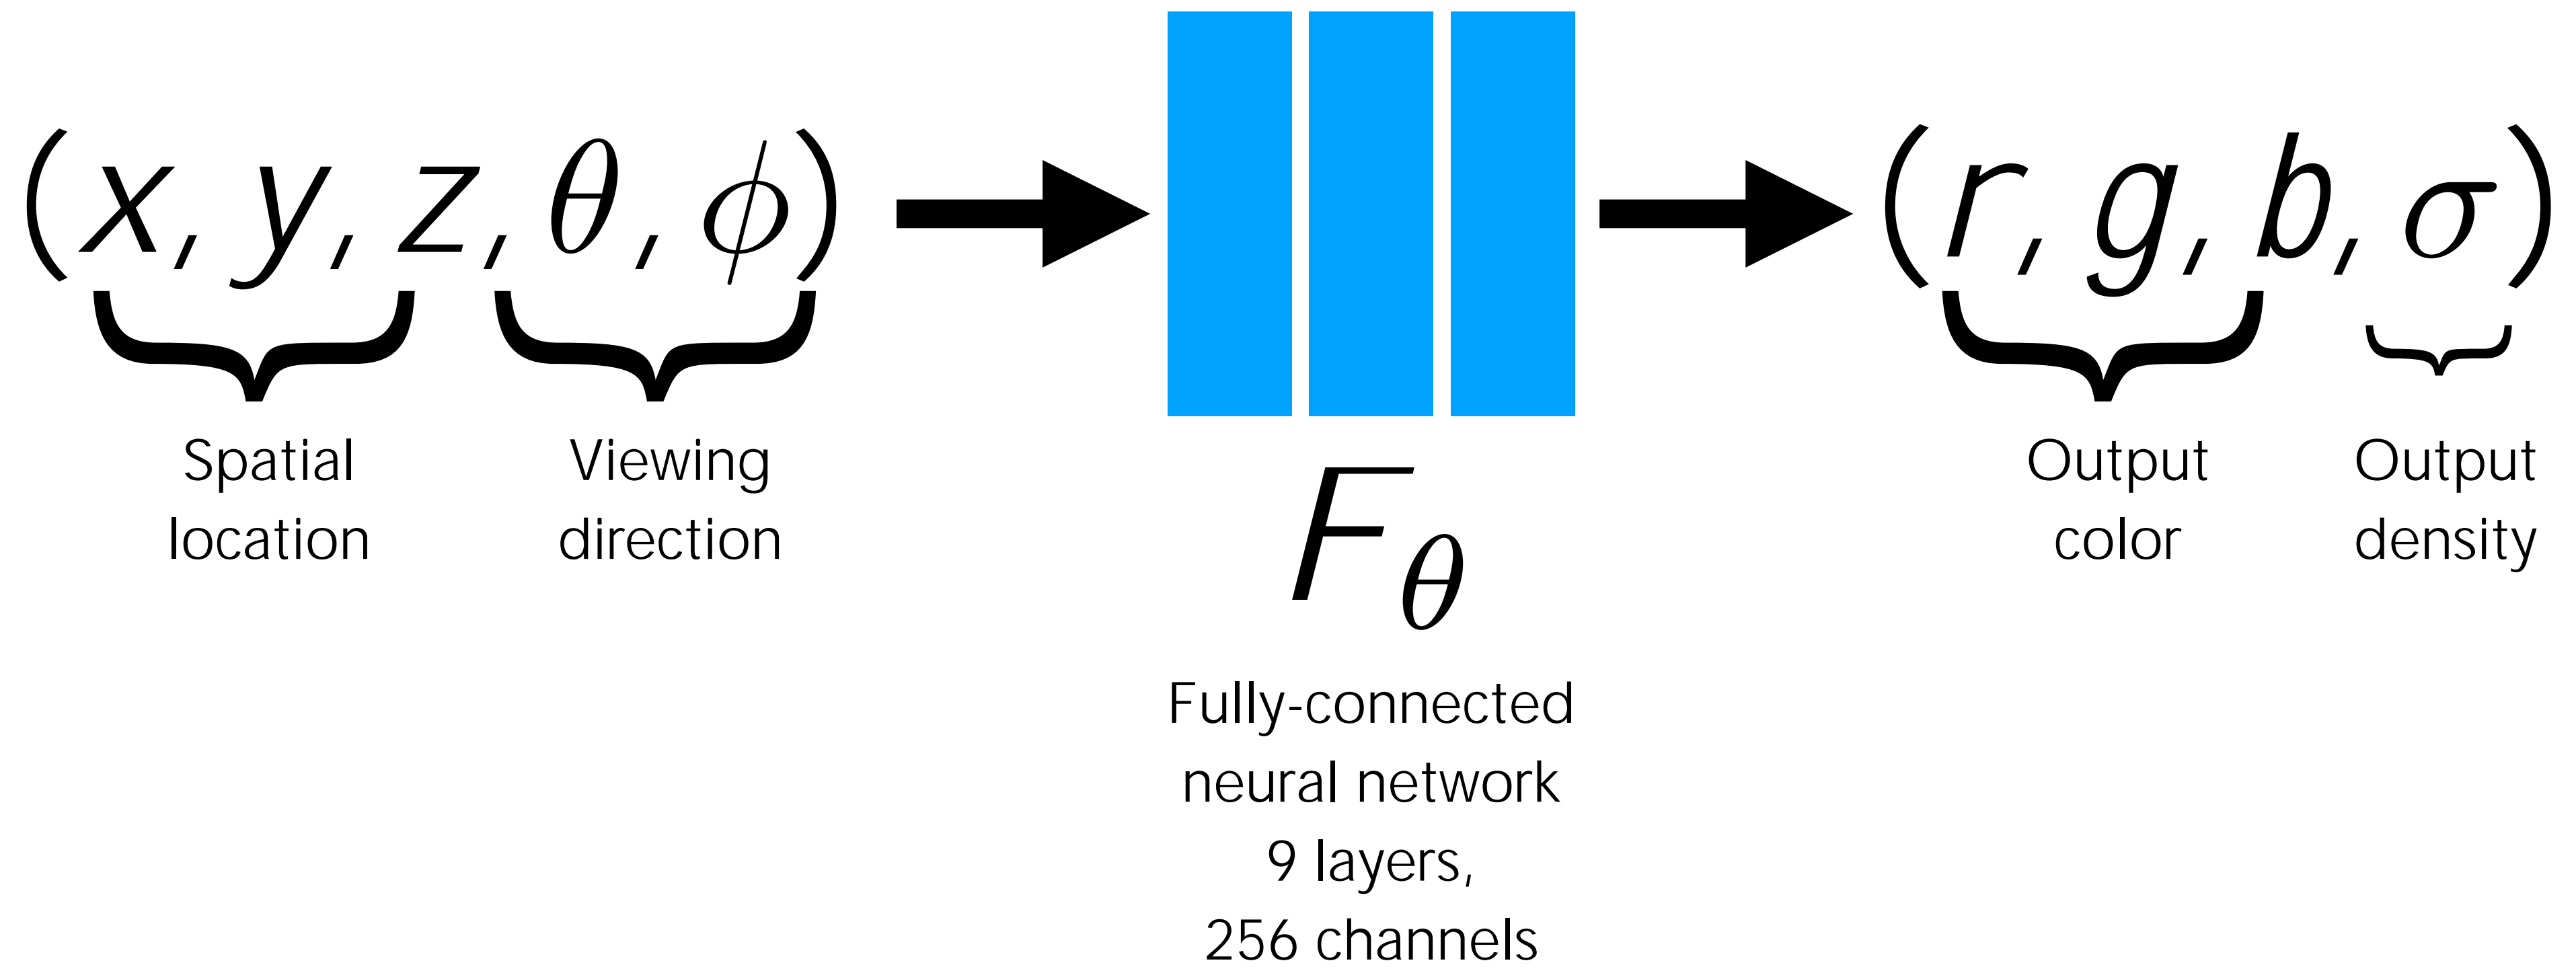 (x, y, z, θ, ϕ)
(r, g, b, σ)
Spatial
location
Viewing
direction
F_θ
Fully-connected
neural network
9 layers,
256 channels
Output
color
Output
density